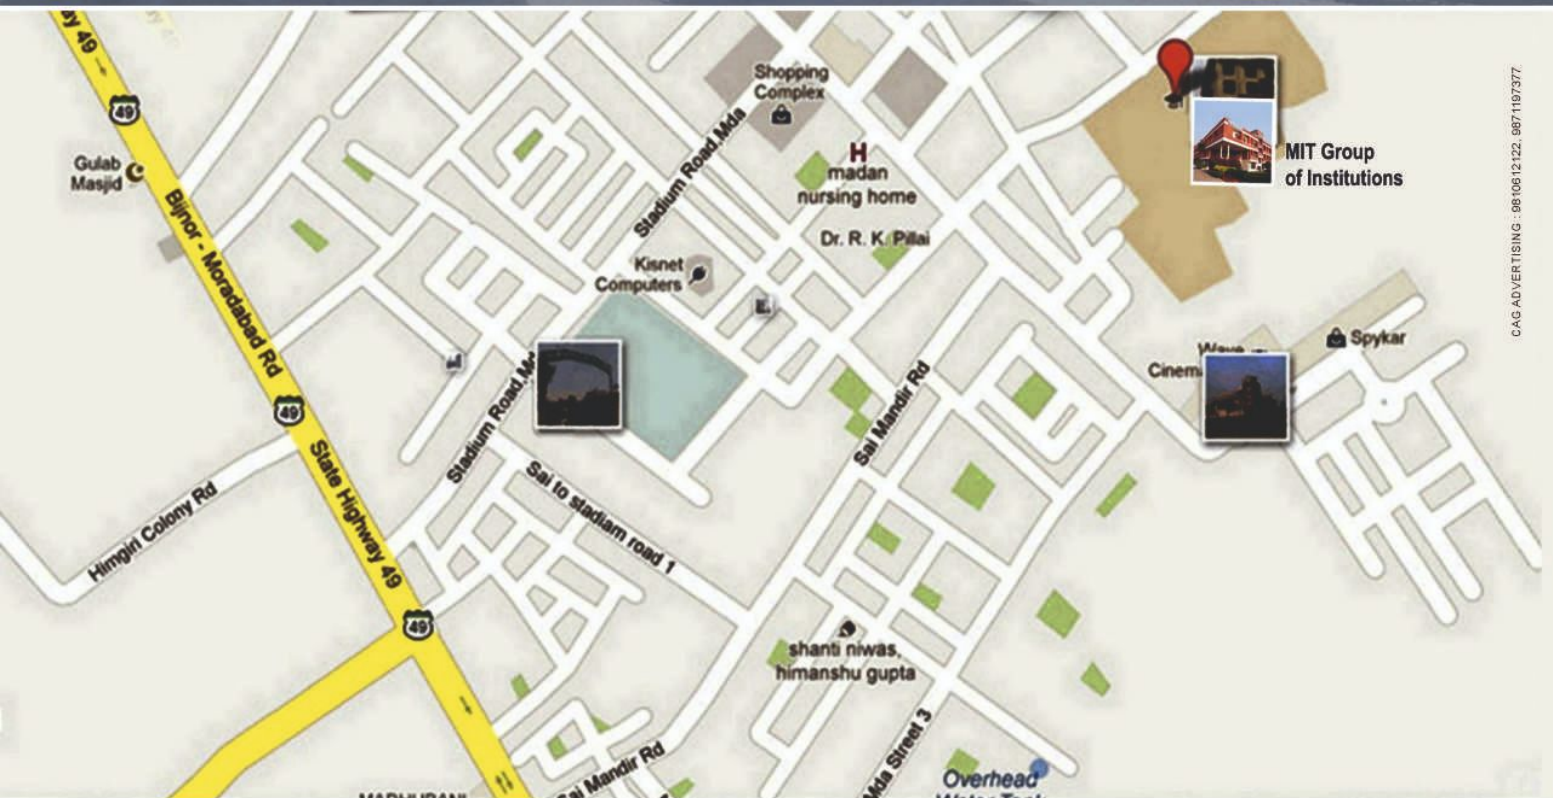 ay 49
49
Gulab
Masjid
Bijnor - Moradabad Rd
49
State Highway 49
49
Himgiri Colony Rd
Shopping
Complex
Stadium Road,Mda
H
madan
nursing home
Dr. R. K. Pillai
Kisnet
Computers
Stadium Road,M
Sai to stadiam road 1
Sai Mandir Rd
MIT Group
of Institutions
CAG ADVERTISING : 9810612122, 9871197377
Wave
Cinem
Spykar
shanti niwas,
himanshu gupta
Sai Mandir Rd
Mda Street 3
Overhead
Water Tank
MADHUBANI